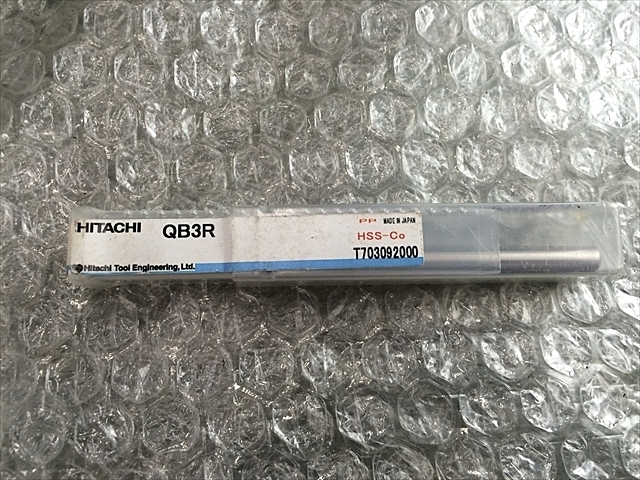 HITACHI QB3R
Hitachi Tool Engineering, Ltd.
PP MADE IN JAPAN
HSS-Co
T703092000